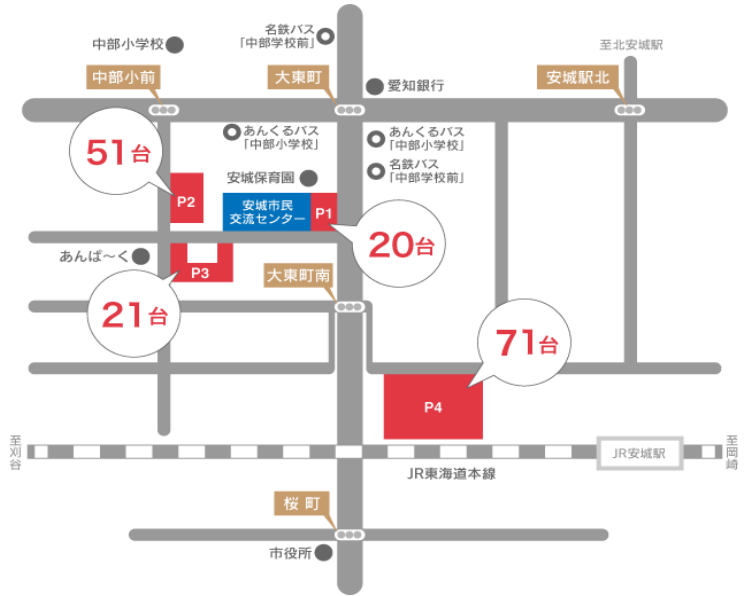 名鉄バス
「中部学校前」
中部小学校
至北安城駅
中部小前
大東町
安城駅北
愛知銀行
51台
あんくるバス
「中部小学校」
あんくるバス
「中部小学校」
名鉄バス
「中部学校前」
安城保育園
P2
安城市民
交流センター
P1
20台
あんぱ〜く
P3
大東町南
21台
71台
P4
至刈谷
JR安城駅
至岡崎
JR東海道本線
桜町
市役所